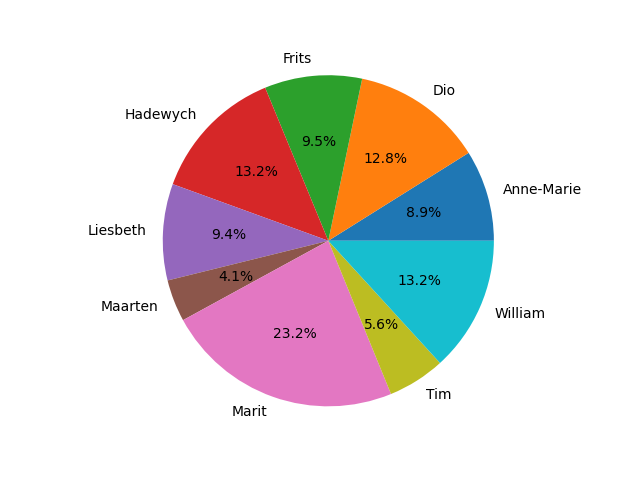 Frits
Dio
Hadewych
9.5%
12.8%
13.2%
Anne-Marie
8.9%
Liesbeth
9.4%
4.1%
13.2%
Maarten
William
5.6%
23.2%
Tim
Marit